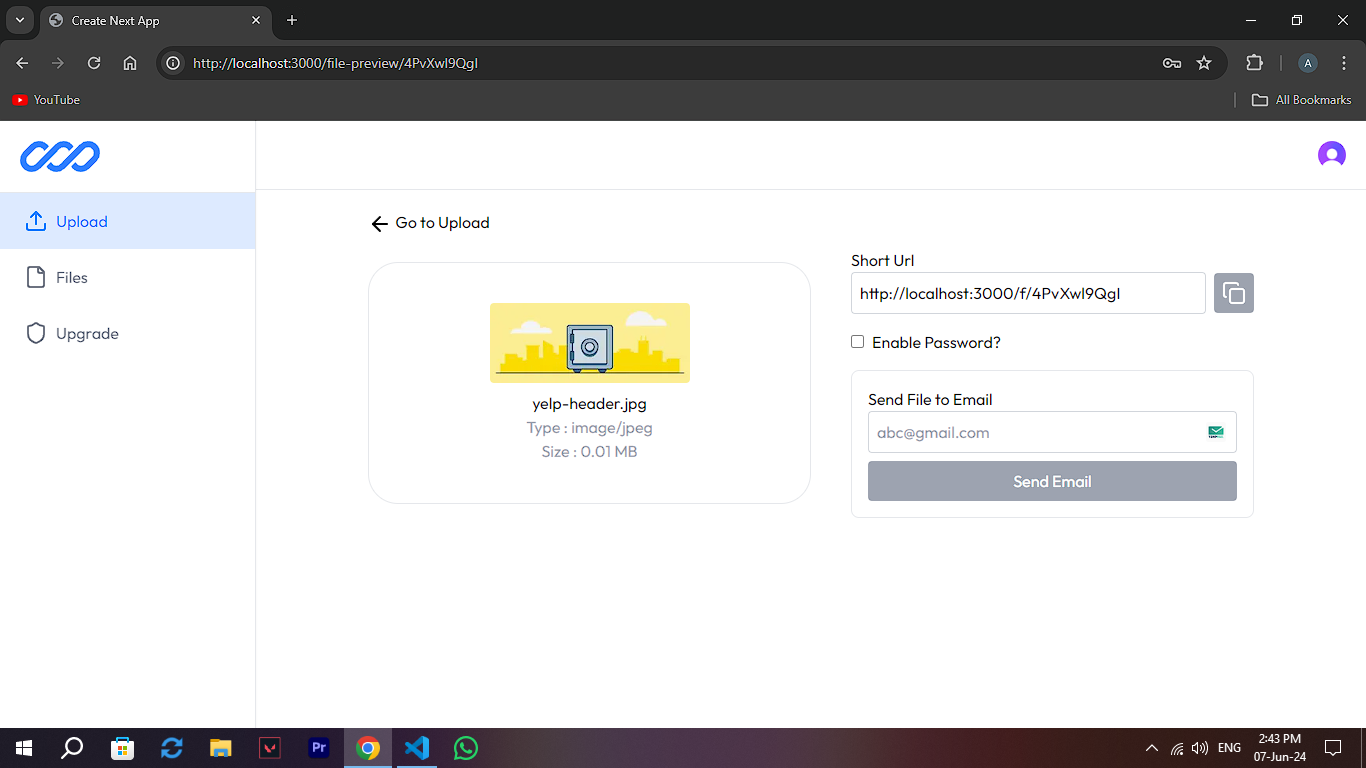 Create Next App
http://localhost:3000/file-preview/4PvXwl9QgI
A
YouTube
All Bookmarks
Upload
Files
Upgrade
Go to Upload
yelp-header.jpg
Type : image/jpeg
Size : 0.01 MB
Short Url
http://localhost:3000/f/4PvXwl9QgI
Enable Password?
Send File to Email
abc@gmail.com
Send Email
Pr
ENG
2:43 PM
07-Jun-24